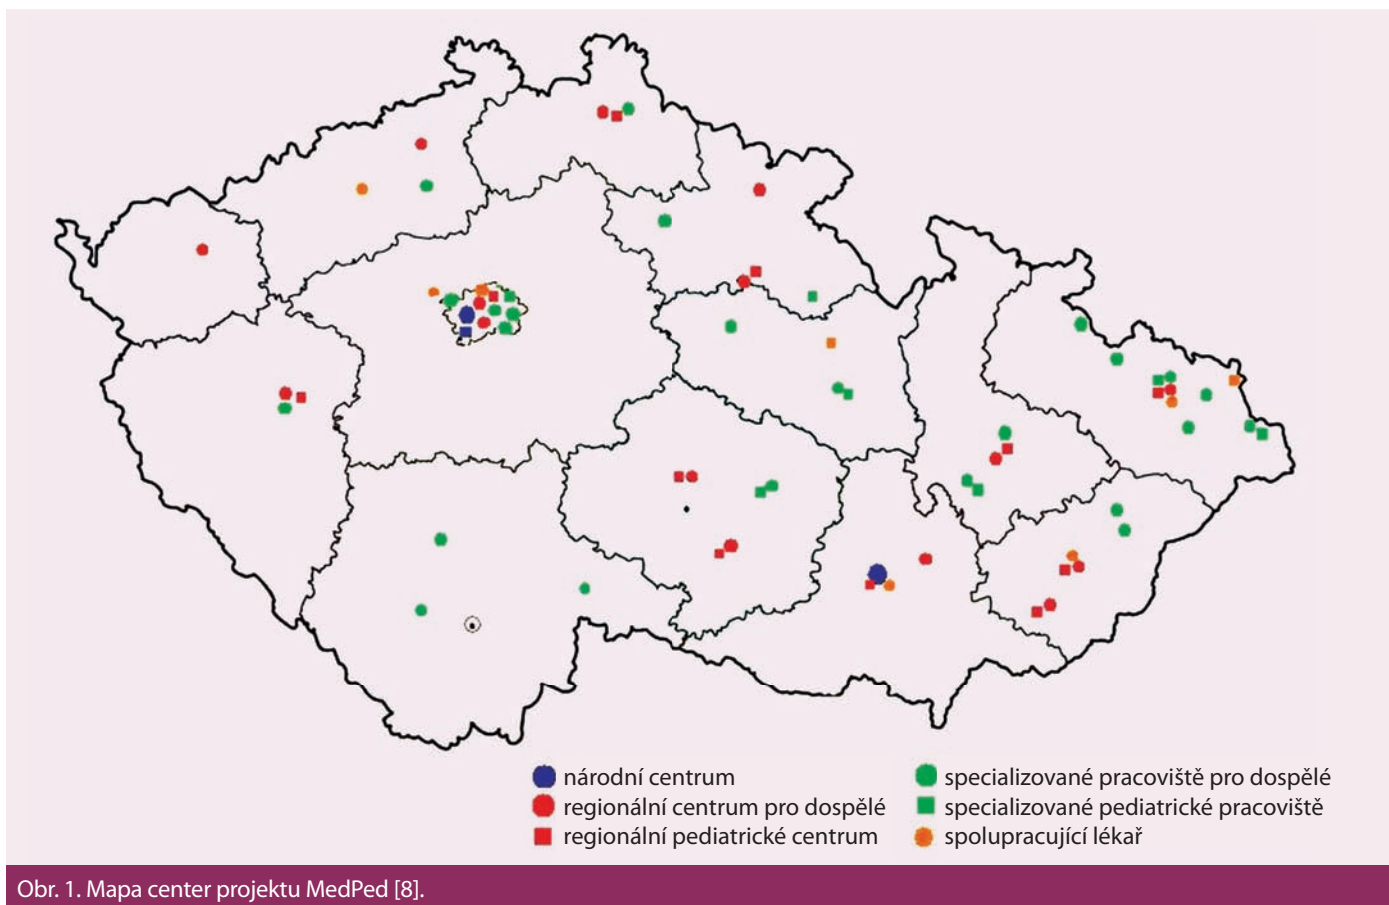 národní centrum
regionální centrum pro dospělé
regionální pediatrické centrum
specializované pracoviště pro dospělé
specializované pediatrické pracoviště
spolupracující lékař
Obr. 1. Mapa center projektu MedPed [8].